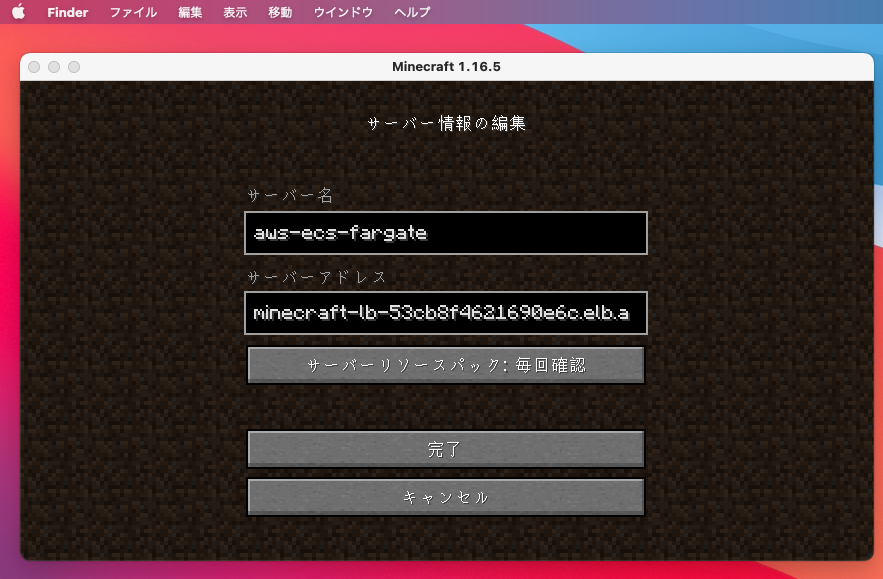 Finder ファイル 編集 表示 移動 ウインドウ ヘルプ
Minecraft 1.16.5
サーバー情報の編集
サーバー名
aws-ecs-fargate
サーバーアドレス
minecraft-lb-53cb8f4621690e6c.elb.a
サーバーリソースパック: 毎回確認
完了
キャンセル